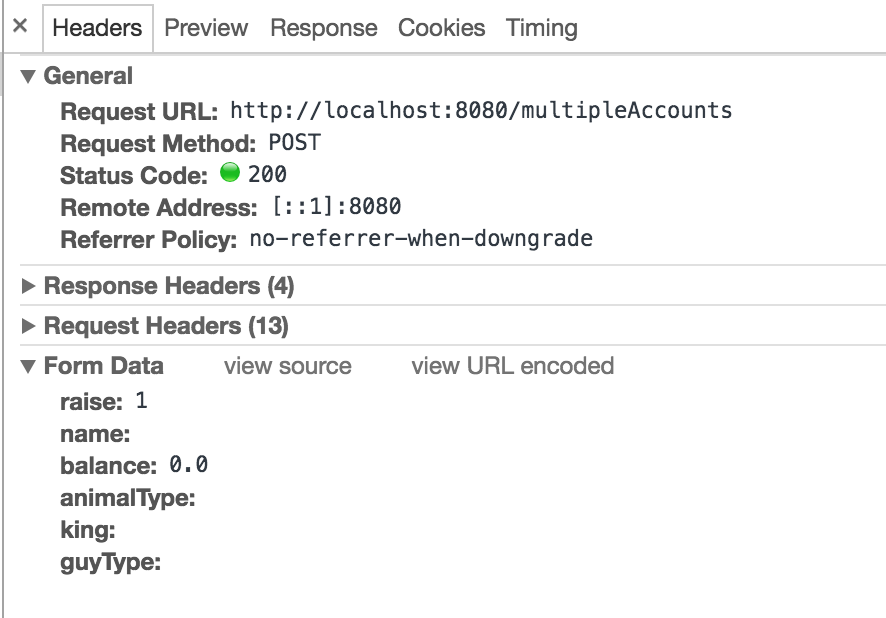 × Headers Preview Response Cookies Timing
▼ General
Request URL: http://localhost:8080/multipleAccounts
Request Method: POST
Status Code: 200
Remote Address: [::1]:8080
Referrer Policy: no-referrer-when-downgrade
▶ Response Headers (4)
▶ Request Headers (13)
▼ Form Data view source view URL encoded
raise: 1
name:
balance: 0.0
animalType:
king:
guyType: